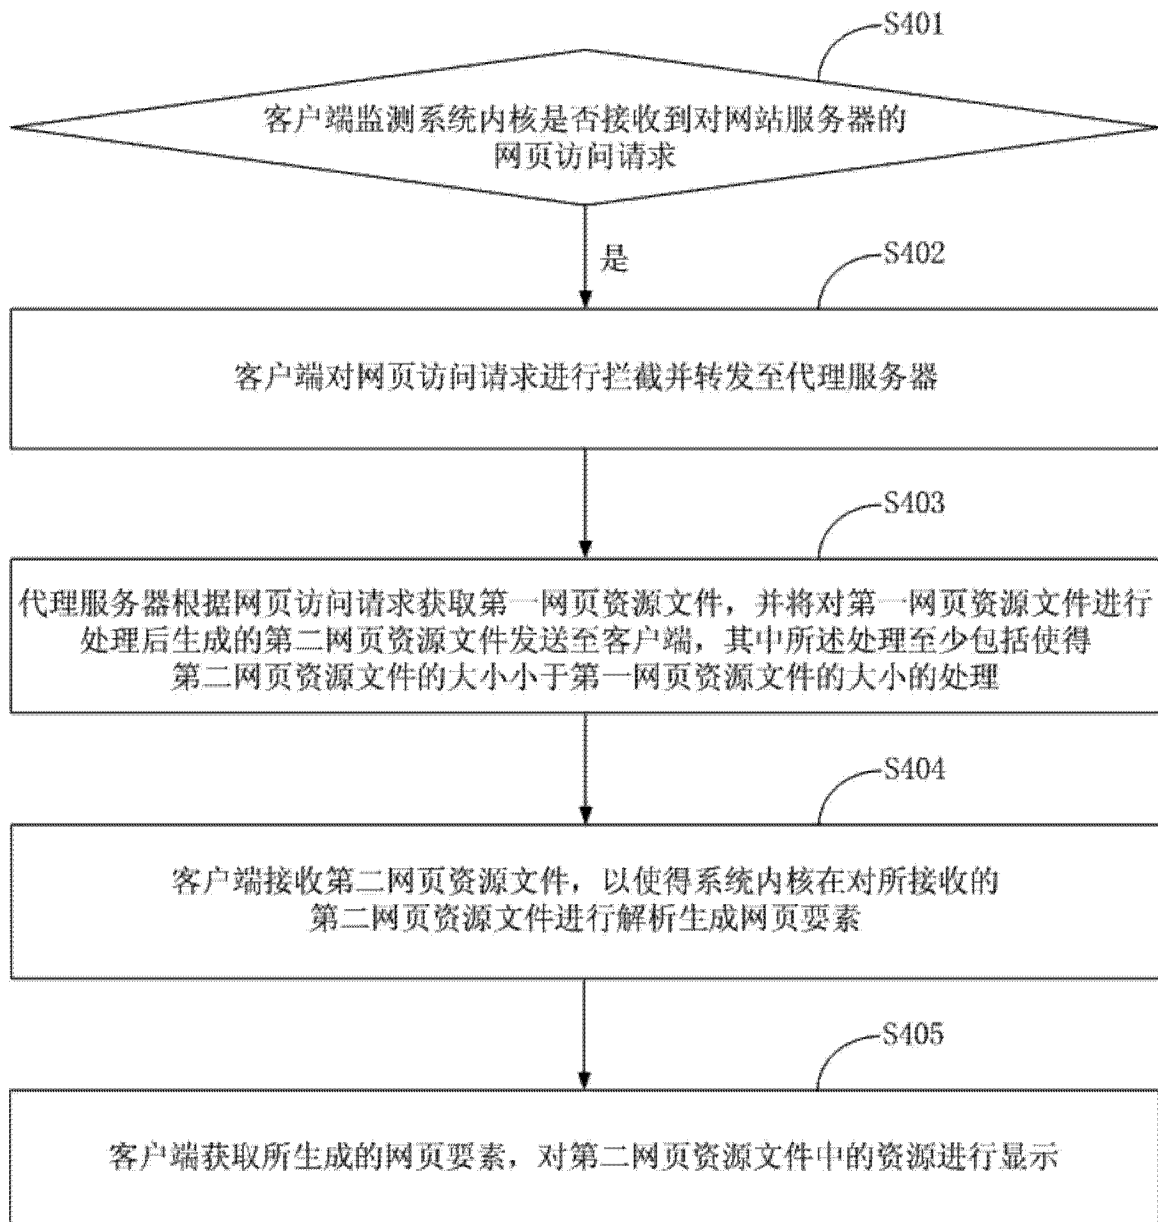 S401
客户端监测系统内核是否接收到对网站服务器的
网页访问请求
是
S402
客户端对网页访问请求进行拦截并转发至代理服务器
S403
代理服务器根据网页访问请求获取第一网页资源文件，并将对第一网页资源文件进行
处理后生成的第二网页资源文件发送至客户端，其中所述处理至少包括使得
第二网页资源文件的大小小于第一网页资源文件的大小的处理
S404
客户端接收第二网页资源文件，以使得系统内核在对所接收的
第二网页资源文件进行解析生成网页要素
S405
客户端获取所生成的网页要素，对第二网页资源文件中的资源进行显示